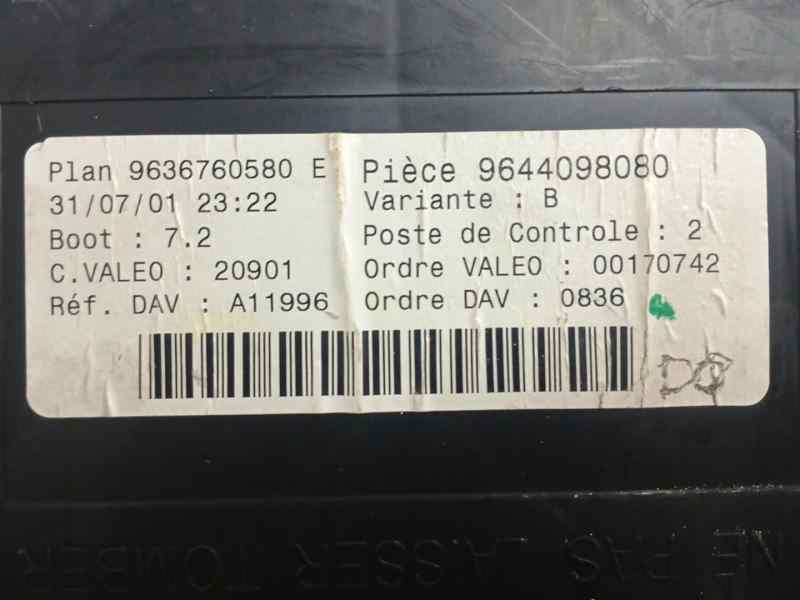 Plan 9636760580 E Pièce 9644098080
31/07/01 23:22 Variante : B
Boot : 7.2 Poste de Controle : 2
C.VALEO : 20901 Ordre VALEO : 00170742
Réf. DAV : A11996 Ordre DAV : 0836
NE PAS LAISSER TOMBER